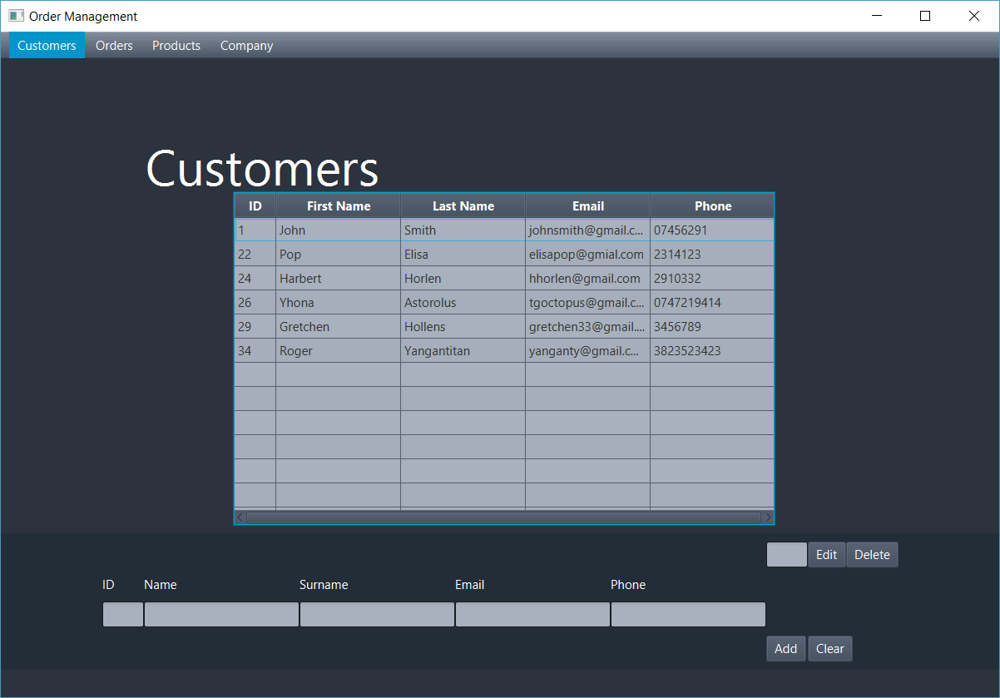 Order Management
Customers Orders Products Company
Customers
ID First Name Last Name Email Phone
1 John Smith johnsmith@gmail.c... 07456291
22 Pop Elisa elisapop@gmial.com 2314123
24 Harbert Horlen hhorlen@gmail.com 2910332
26 Yhona Astorolus tgoctopus@gmail.c... 0747219414
29 Gretchen Hollens gretchen33@gmail.... 3456789
34 Roger Yangantitan yanganty@gmail.c... 3823523423
Edit Delete
ID Name Surname Email Phone
Add Clear